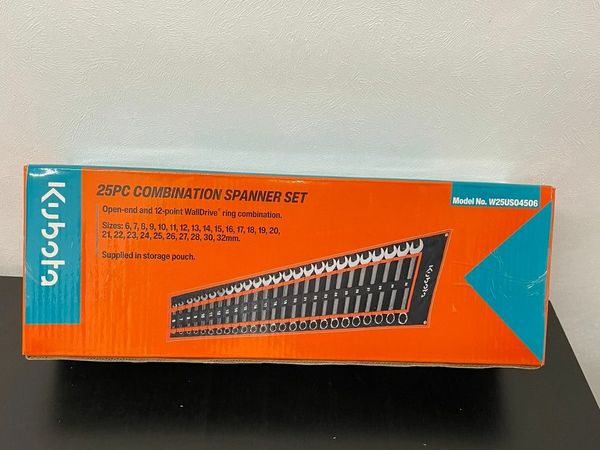 Kubota
25PC COMBINATION SPANNER SET
Open-end and 12-point WallDrive® ring combination.
Sizes: 6, 7, 8, 9, 10, 11, 12, 13, 14, 15, 16, 17, 18, 19, 20,
21, 22, 23, 24, 25, 26, 27, 28, 30, 32mm.
Supplied in storage pouch.
Model No. W25US04506
Kubota